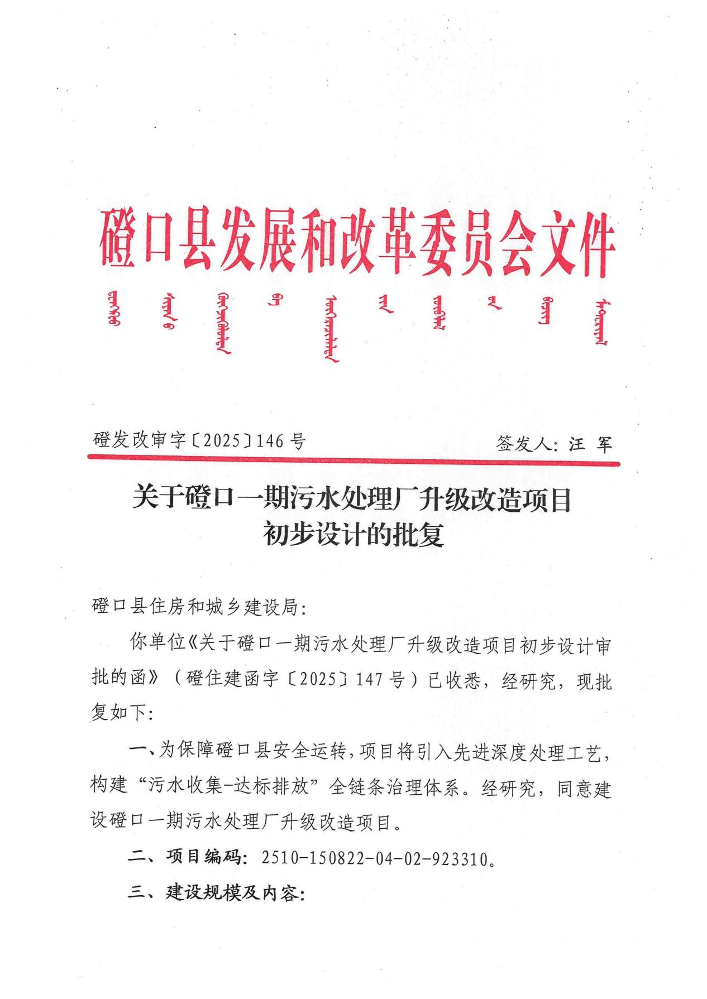 磴口县发展和改革委员会文件
磴发改审字〔2025〕146号
签发人：汪 军
关于磴口一期污水处理厂升级改造项目
初步设计的批复
磴口县住房和城乡建设局：
你单位《关于磴口一期污水处理厂升级改造项目初步设计审
批的函》（磴住建函字〔2025〕147号）已收悉，经研究，现批
复如下：
一、为保障磴口县安全运转，项目将引入先进深度处理工艺，
构建“污水收集-达标排放”全链条治理体系。经研究，同意建
设磴口一期污水处理厂升级改造项目。
二、项目编码：2510-150822-04-02-923310。
三、建设规模及内容：